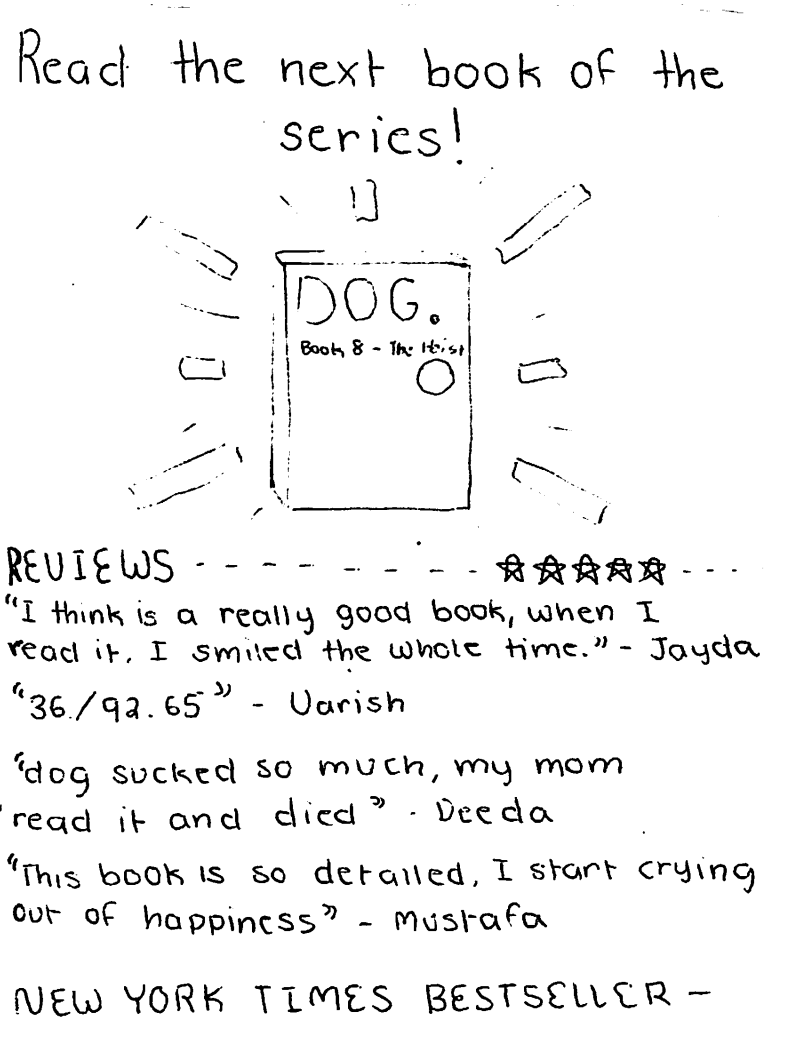 Read the next book of the
series!
DOG.
Book 8 - The Heist
REVIEWS - - - - - - - - ☆☆☆☆☆ - - -
"I think is a really good book, when I
read it. I smiled the whole time." - Jayda
"36./92.65" - Varish
"dog sucked so much, my mom
read it and died" - Deeda
"This book is so detailed, I start crying
out of happiness" - Mustafa
NEW YORK TIMES BESTSELLER -